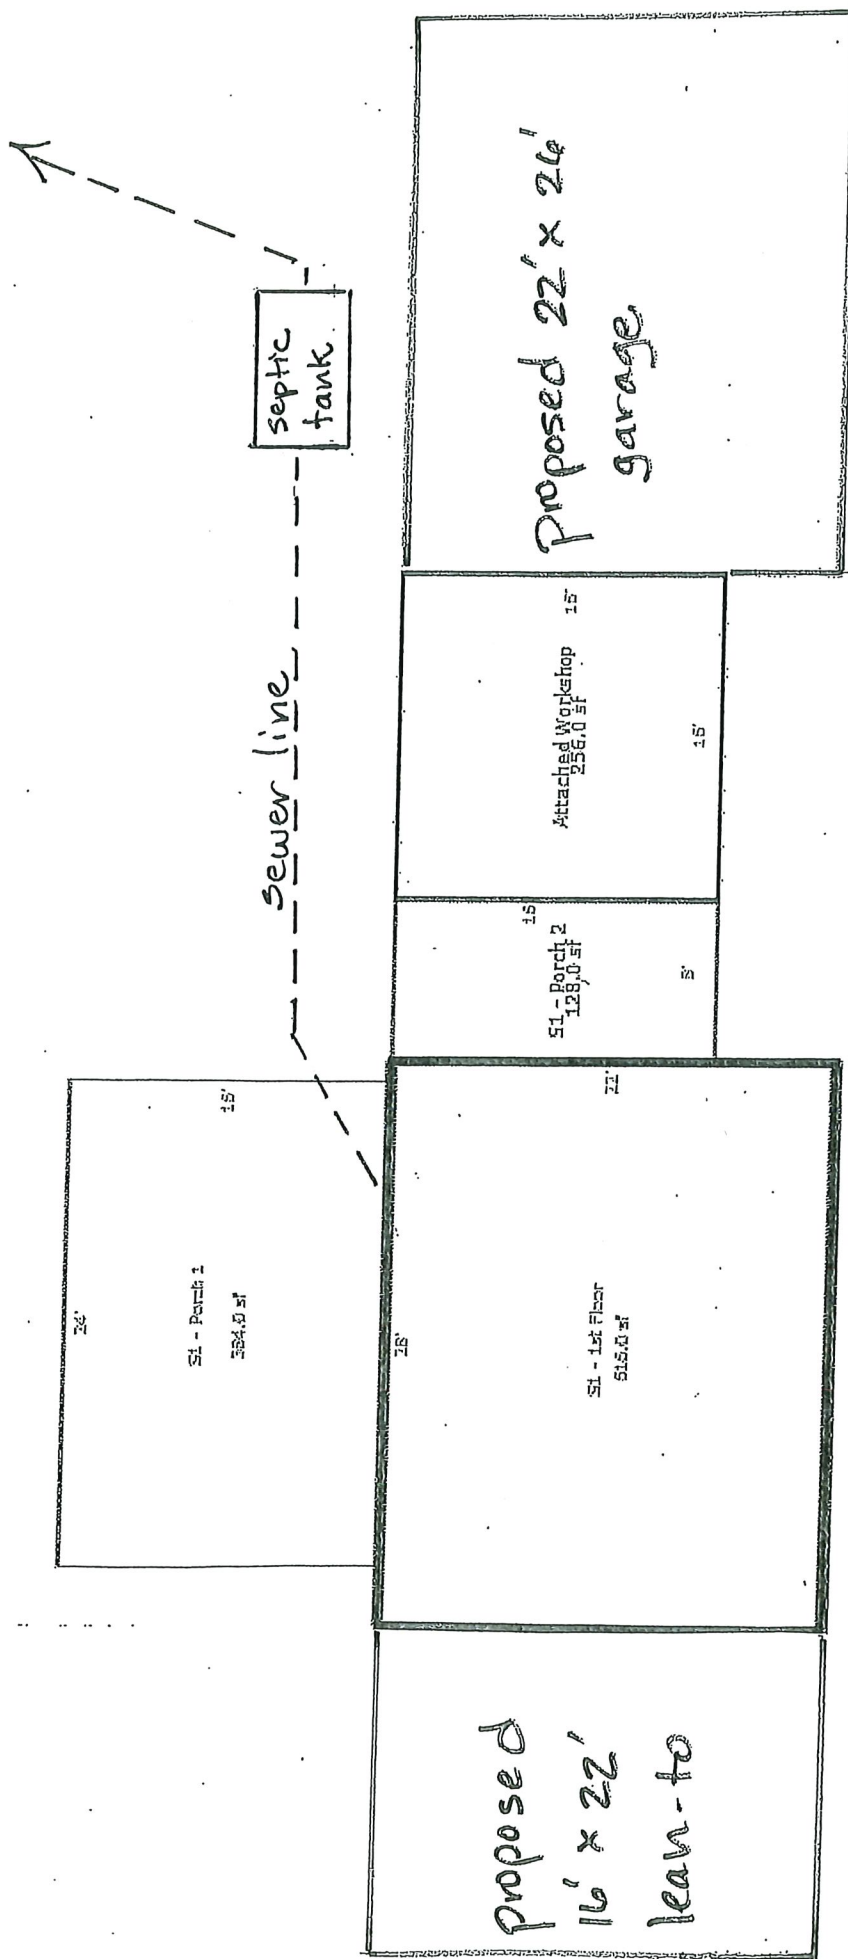 24'
S1 - Porch 1
384.0 sf
16'
sewer line
septic
tank
28'
S1 - 1st Floor
616.0 sf
22'
S1 - Porch 2
128.0 sf
16'
8'
Attached Workshop
256.0 sf
16'
16'
proposed
16' x 22'
lean-to
proposed 22' x 26'
garage